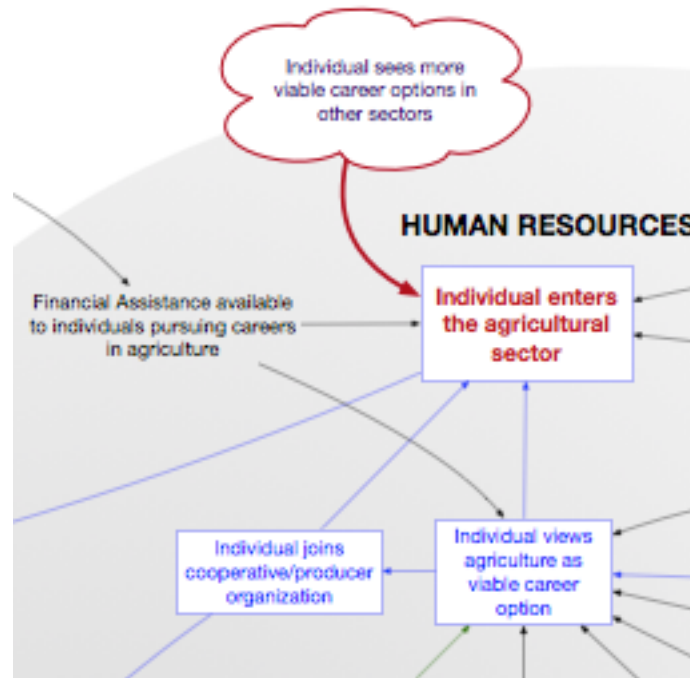 Individual sees more
viable career options in
other sectors
HUMAN RESOURCES
Financial Assistance available
to individuals pursuing careers
in agriculture
Individual enters
the agricultural
sector
Individual joins
cooperative/producer
organization
Individual views
agriculture as
viable career
option